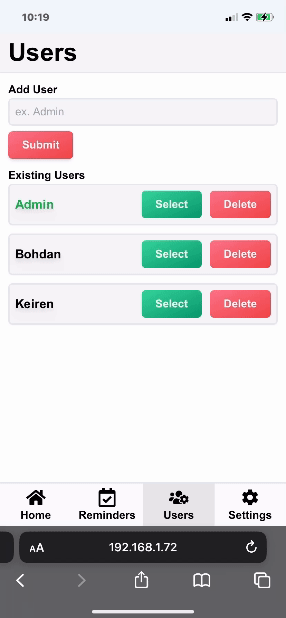 10:19
Users
Add User
ex. Admin
Submit
Existing Users
Admin Select Delete
Bohdan Select Delete
Keiren Select Delete
Home Reminders Users Settings
AA 192.168.1.72